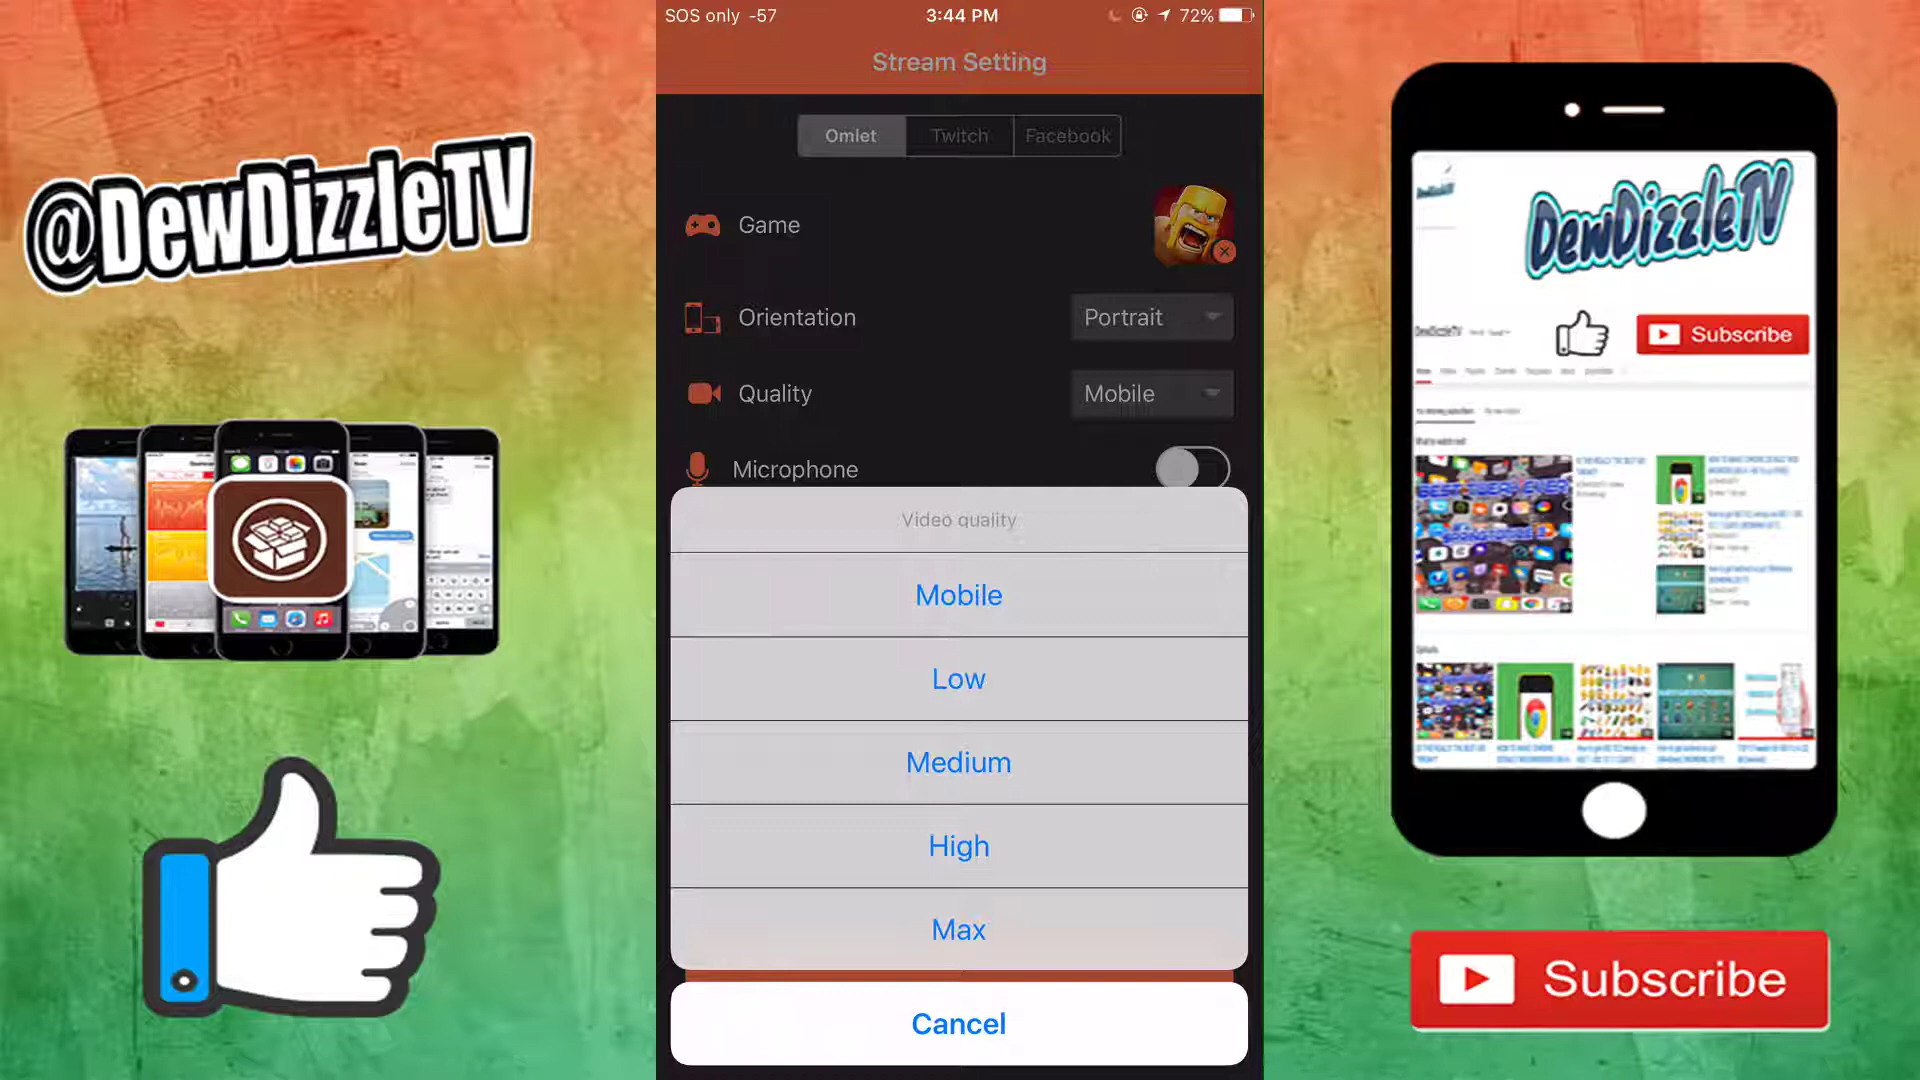 SOS only -57
3:44 PM
72%
Stream Setting
Omlet
Twitch
Facebook
Game
Orientation
Portrait
Quality
Mobile
Microphone
Video quality
Mobile
Low
Medium
High
Max
Cancel
@DewDizzleTV
DewDizzleTV
Subscribe
Subscribe